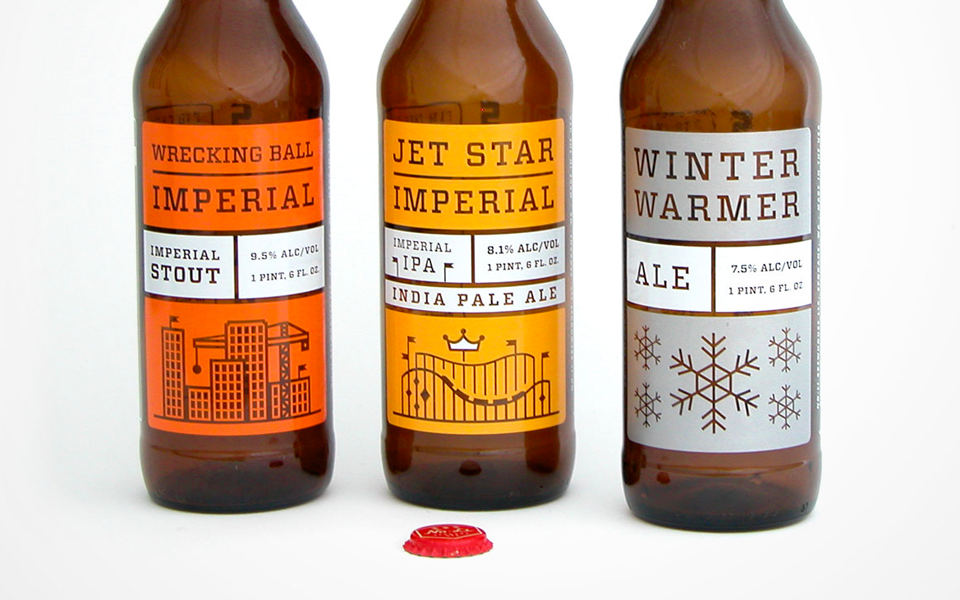 WRECKING BALL
IMPERIAL
IMPERIAL
STOUT
9.5% ALC/VOL
1 PINT, 6 FL. OZ.
JET STAR
IMPERIAL
IMPERIAL
IPA
8.1% ALC/VOL
1 PINT, 6 FL. OZ.
INDIA PALE ALE
WINTER
WARMER
ALE
7.5% ALC/VOL
1 PINT, 6 FL. OZ